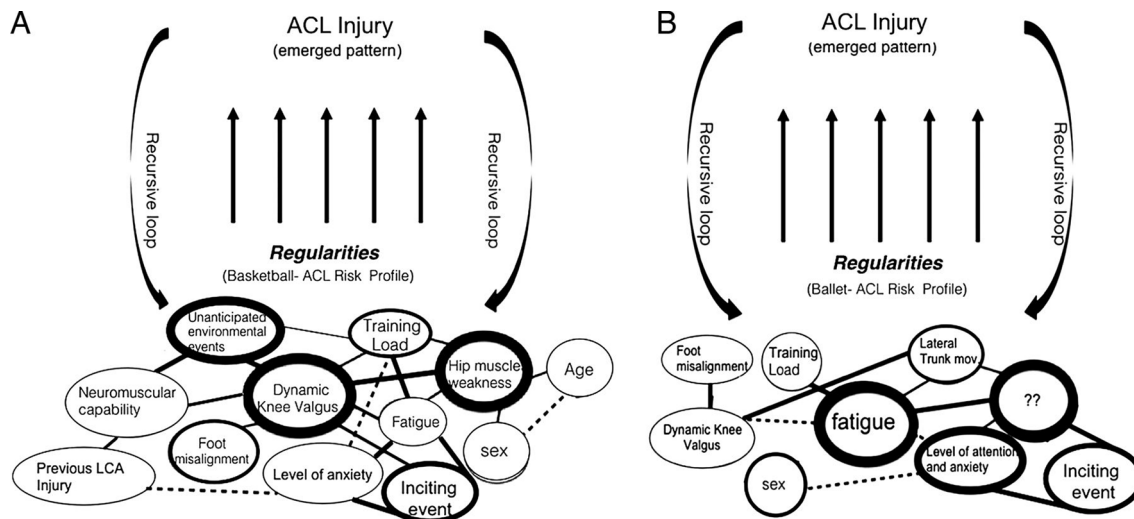 A
ACL Injury
(emerged pattern)
Recursive loop
Recursive loop
Regularities
(Basketball- ACL Risk Profile)
Unanticipated
environmental
events
Training
Load
Hip muscles
weakness
Age
Neuromuscular
capability
Dynamic
Knee Valgus
Fatigue
Foot
misalignment
sex
Previous LCA
Injury
Level of anxiety
Inciting
event
B
ACL Injury
(emerged pattern)
Recursive loop
Recursive loop
Regularities
(Ballet- ACL Risk Profile)
Foot
misalignment
Training
Load
Lateral
Trunk mov.
??
Dynamic Knee
Valgus
fatigue
Level of attention
and anxiety
sex
Inciting
event